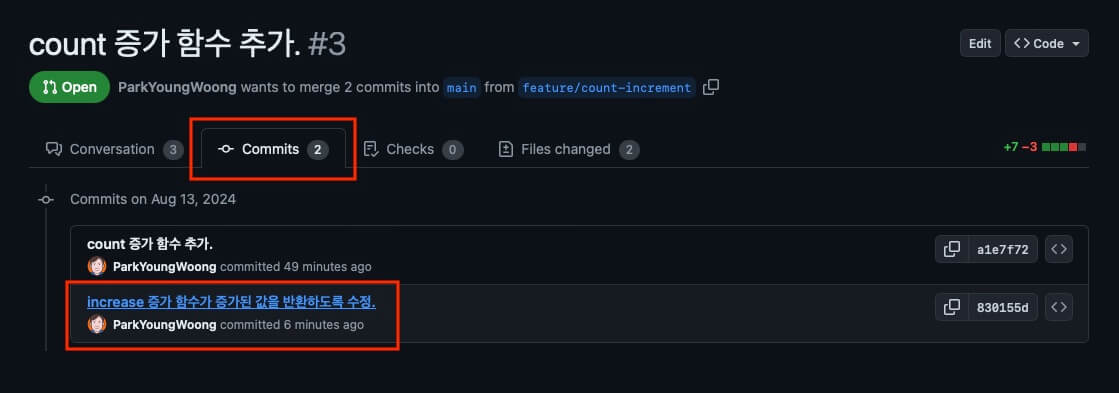 count 증가 함수 추가. #3
Edit
<> Code
Open ParkYoungWoong wants to merge 2 commits into main from feature/count-increment
Conversation 3 Commits 2 Checks 0 Files changed 2 +7 −3
Commits on Aug 13, 2024
count 증가 함수 추가.
ParkYoungWoong committed 49 minutes ago
a1e7f72
increase 증가 함수가 증가된 값을 반환하도록 수정.
ParkYoungWoong committed 6 minutes ago
830155d